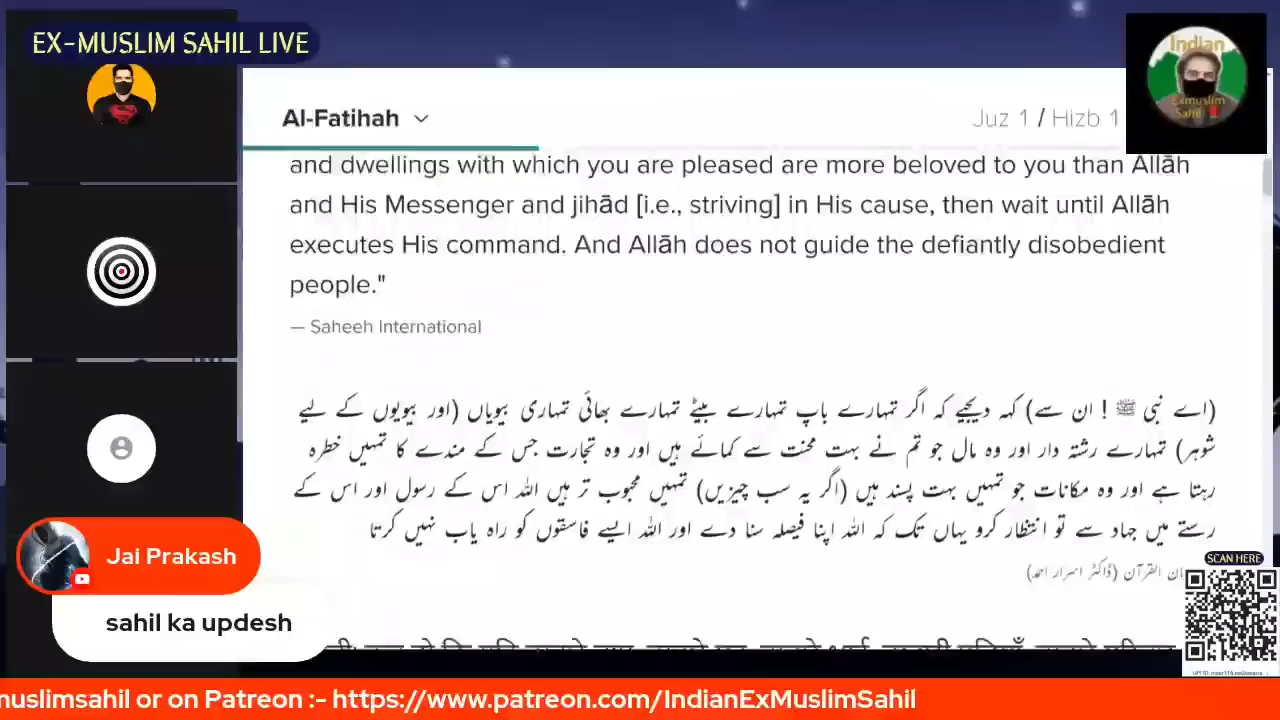 EX-MUSLIM SAHIL LIVE
Indian
Exmuslim
Sahil
Al-Fatihah
Juz 1 / Hizb 1
and dwellings with which you are pleased are more beloved to you than Allāh
and His Messenger and jihād [i.e., striving] in His cause, then wait until Allāh
executes His command. And Allāh does not guide the defiantly disobedient
people."
— Saheeh International
(اے نبی ﷺ ! ان سے) کہہ دیجیے کہ اگر تمہارے باپ تمہارے بیٹے تمہارے بھائی تمہاری بیویاں (اور بیویوں کے لیے
شوہر) تمہارے رشتہ دار اور وہ مال جو تم نے بہت محنت سے کمائے ہیں اور وہ تجارت جس کے مندے کا تمہیں خطرہ
رہتا ہے اور وہ مکانات جو تمہیں بہت پسند ہیں (اگر یہ سب چیزیں) تمہیں محبوب تر ہیں اللہ اس کے رسول اور اس کے
رستے میں جہاد سے تو انتظار کرو یہاں تک کہ اللہ اپنا فیصلہ سنا دے اور اللہ ایسے فاسقوں کو راہ یاب نہیں کرتا
ان القرآن (ڈاکٹر اسرار احمد)
SCAN HERE
Jai Prakash
sahil ka updesh
muslimsahil or on Patreon :- https://www.patreon.com/IndianExMuslimSahil